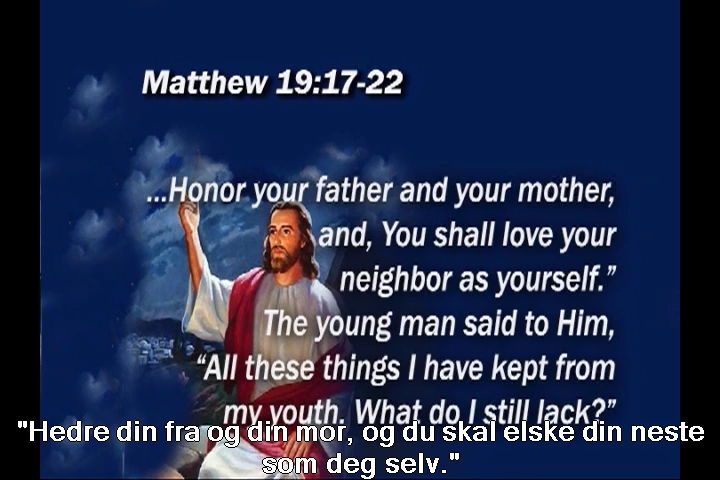 Matthew 19:17-22
...Honor your father and your mother,
and, You shall love your
neighbor as yourself.”
The young man said to Him,
“All these things I have kept from
my youth. What do I still lack?”
"Hedre din fra og din mor, og du skal elske din neste
som deg selv."